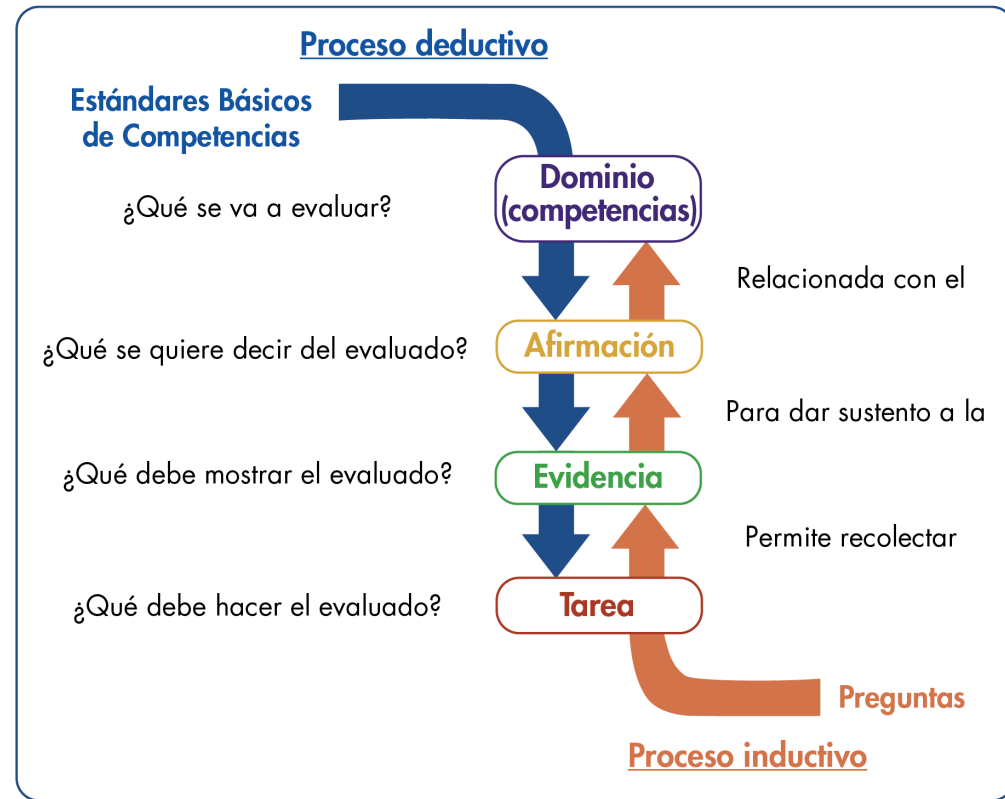 Proceso deductivo
Estándares Básicos
de Competencias
Dominio
(competencias)
¿Qué se va a evaluar?
Relacionada con el
¿Qué se quiere decir del evaluado?
Afirmación
Para dar sustento a la
¿Qué debe mostrar el evaluado?
Evidencia
Permite recolectar
¿Qué debe hacer el evaluado?
Tarea
Preguntas
Proceso inductivo